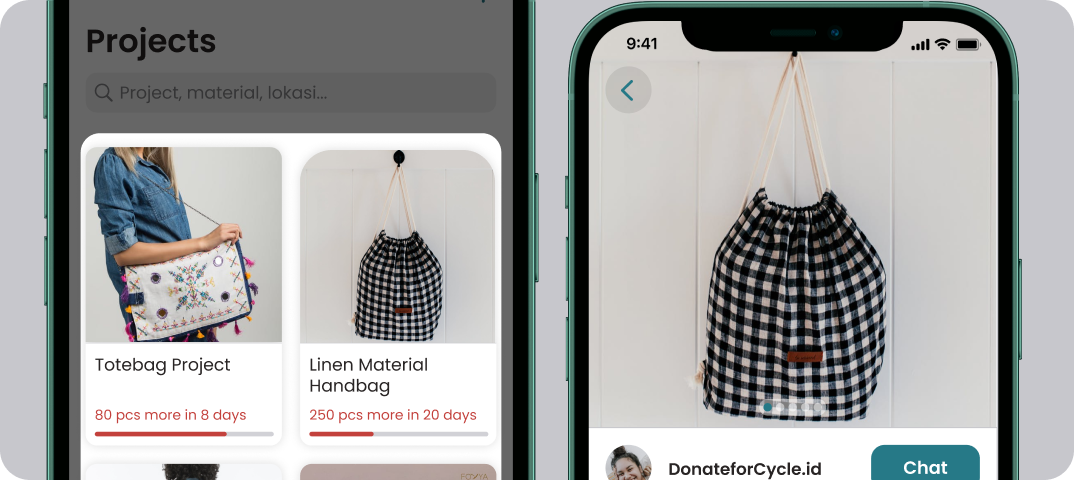 Projects
Project, material, lokasi...
Totebag Project
80 pcs more in 8 days
Linen Material
Handbag
250 pcs more in 20 days
9:41
DonateforCycle.id
Chat